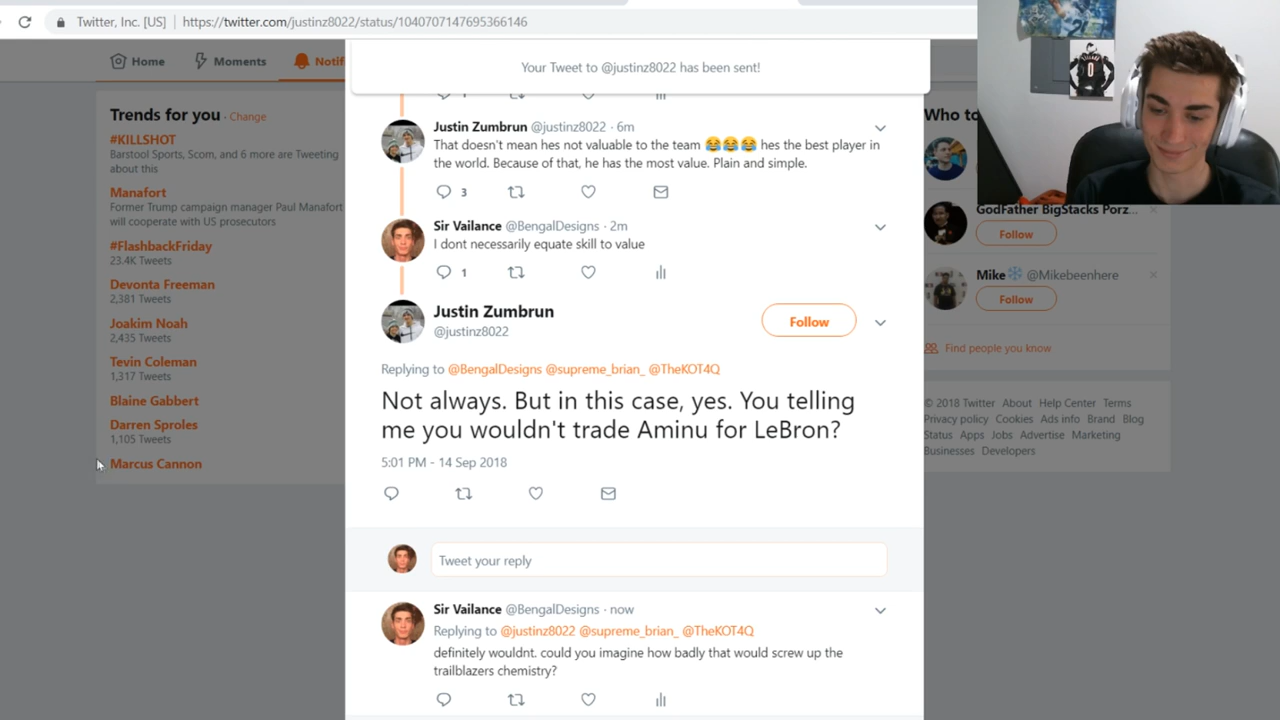 Twitter, Inc. [US]
https://twitter.com/justinz8022/status/1040707147695366146
Home
Moments
Notif
Your Tweet to @justinz8022 has been sent!
Trends for you · Change
#KILLSHOT
Barstool Sports, Scom, and 6 more are Tweeting
about this
Manafort
Former Trump campaign manager Paul Manafort
will cooperate with US prosecutors
#FlashbackFriday
23.4K Tweets
Devonta Freeman
2,381 Tweets
Joakim Noah
2,435 Tweets
Tevin Coleman
1,317 Tweets
Blaine Gabbert
Darren Sproles
1,105 Tweets
Marcus Cannon
Justin Zumbrun @justinz8022 · 6m
That doesn't mean hes not valuable to the team 😂😂😂 hes the best player in
the world. Because of that, he has the most value. Plain and simple.
3
Sir Vailance @BengalDesigns · 2m
I dont necessarily equate skill to value
1
Justin Zumbrun
@justinz8022
Follow
Replying to @BengalDesigns @supreme_brian_ @TheKOT4Q
Not always. But in this case, yes. You telling
me you wouldn't trade Aminu for LeBron?
5:01 PM - 14 Sep 2018
Tweet your reply
Sir Vailance @BengalDesigns · now
Replying to @justinz8022 @supreme_brian_ @TheKOT4Q
definitely wouldnt. could you imagine how badly that would screw up the
trailblazers chemistry?
0
Who to
GodFather BigStacks Porz...
Follow
Mike❄️ @Mikebeenhere
Follow
Find people you know
© 2018 Twitter About Help Center Terms
Privacy policy Cookies Ads info Brand Blog
Status Apps Jobs Advertise Marketing
Businesses Developers